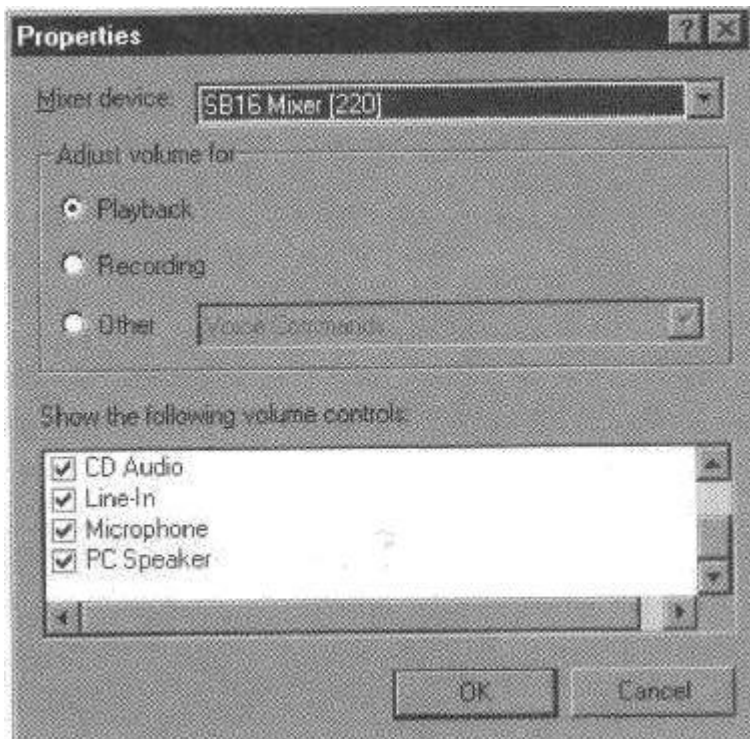 Properties
Mixer device: SB16 Mixer [220]
Adjust volume for
Playback
Recording
Other Voice Commands
Show the following volume controls:
CD Audio
Line-In
Microphone
PC Speaker
OK Cancel